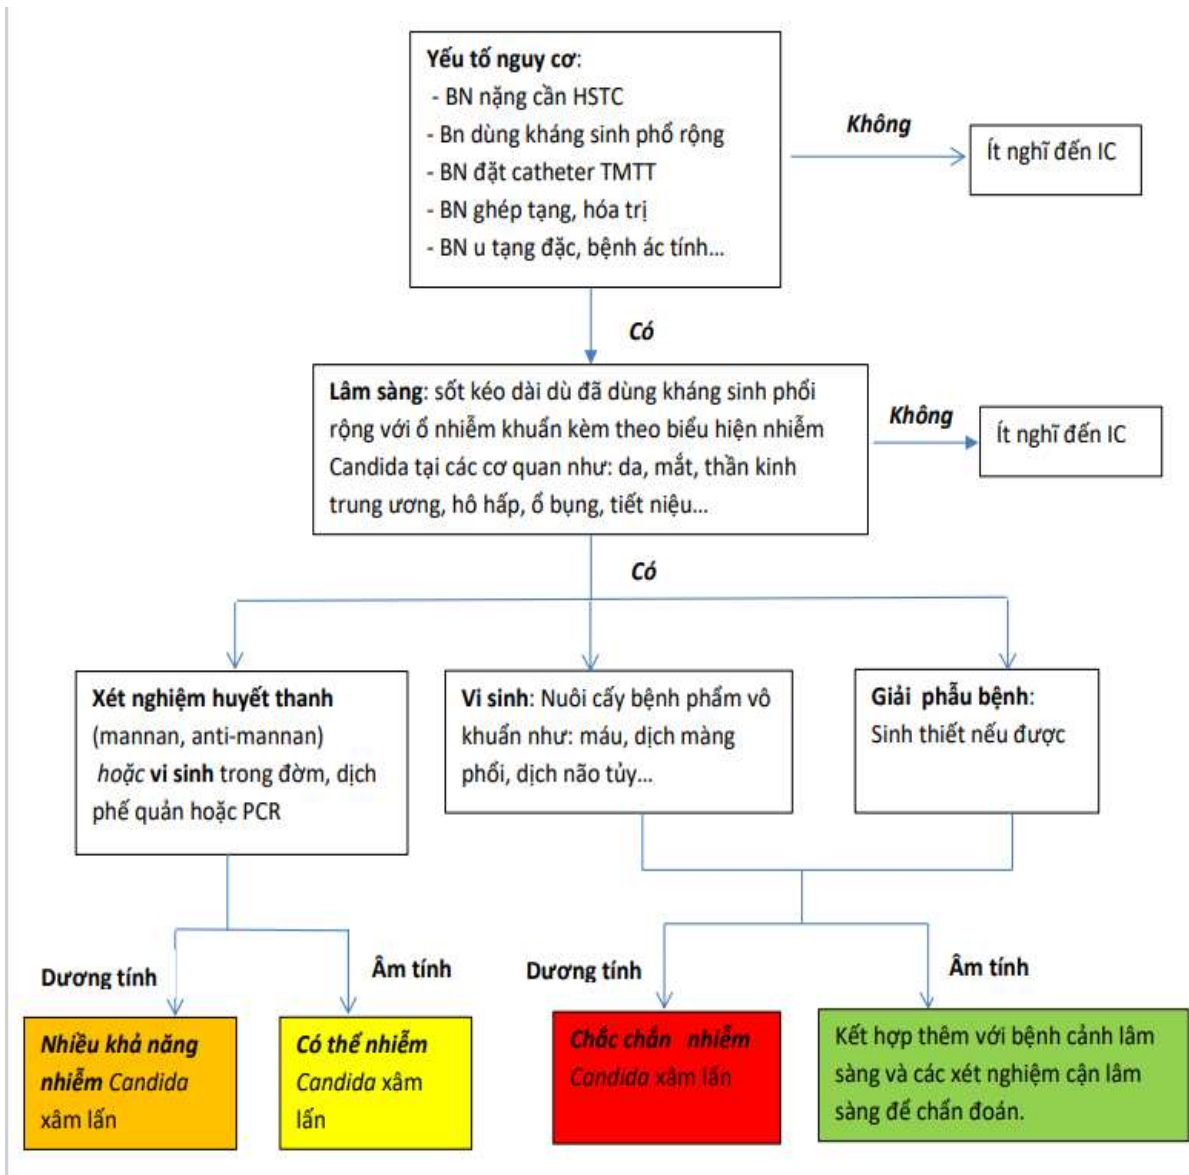 Yếu tố nguy cơ:
- BN nặng cần HSTC
- Bn dùng kháng sinh phổ rộng
- BN đặt catheter TMTT
- BN ghép tạng, hóa trị
- BN u tạng đặc, bệnh ác tính...
Không
Ít nghĩ đến IC
Có
Lâm sàng: sốt kéo dài dù đã dùng kháng sinh phổi
rộng với ổ nhiễm khuẩn kèm theo biểu hiện nhiễm
Candida tại các cơ quan như: da, mắt, thần kinh
trung ương, hô hấp, ổ bụng, tiết niệu...
Không
Ít nghĩ đến IC
Có
Xét nghiệm huyết thanh
(mannan, anti-mannan)
hoặc vi sinh trong đờm, dịch
phế quản hoặc PCR
Vi sinh: Nuôi cấy bệnh phẩm vô
khuẩn như: máu, dịch màng
phổi, dịch não tủy...
Giải phẫu bệnh:
Sinh thiết nếu được
Dương tính
Âm tính
Dương tính
Âm tính
Nhiều khả năng
nhiễm Candida
xâm lấn
Có thể nhiễm
Candida xâm
lấn
Chắc chắn nhiễm
Candida xâm lấn
Kết hợp thêm với bệnh cảnh lâm
sàng và các xét nghiệm cận lâm
sàng để chẩn đoán.